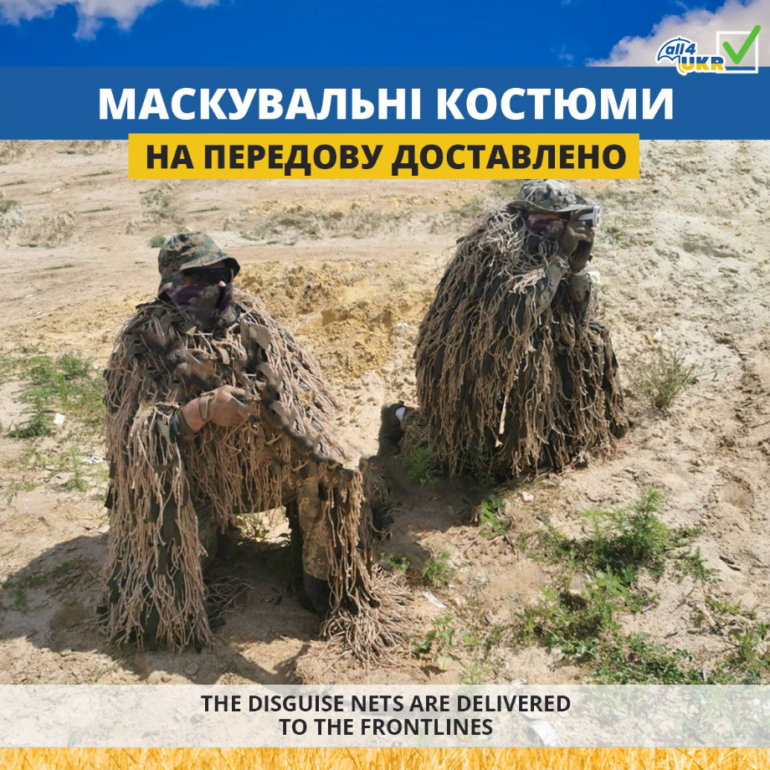 all4
UKR
МАСКУВАЛЬНІ КОСТЮМИ
НА ПЕРЕДОВУ ДОСТАВЛЕНО
THE DISGUISE NETS ARE DELIVERED
TO THE FRONTLINES